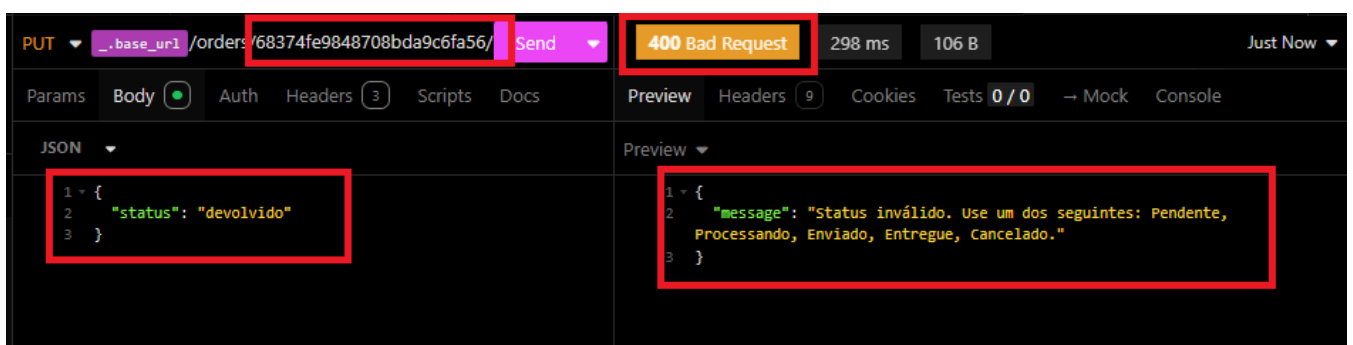 PUT _.base_url /orders/68374fe9848708bda9c6fa56/ Send 400 Bad Request 298 ms 106 B Just Now
Params Body Auth Headers 3 Scripts Docs Preview Headers 9 Cookies Tests 0 / 0 → Mock Console
JSON Preview
1 {
2 "status": "devolvido"
3 }
1 {
2 "message": "Status inválido. Use um dos seguintes: Pendente,
Processando, Enviado, Entregue, Cancelado."
3 }